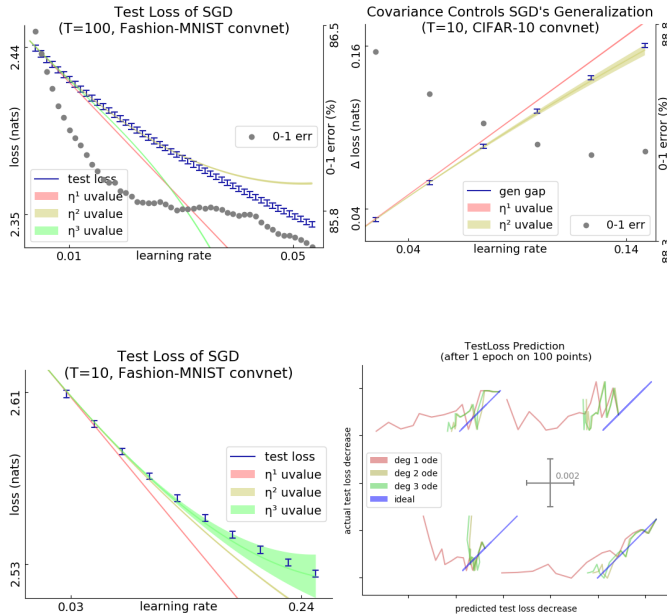 Test Loss of SGD
(T=100, Fashion-MNIST convnet)
2.44
2.35
loss (nats)
86.5
85.8
0-1 error (%)
0-1 err
test loss
η¹ uvalue
η² uvalue
η³ uvalue
0.01
learning rate
0.05
Covariance Controls SGD's Generalization
(T=10, CIFAR-10 convnet)
0.16
0.04
Δ loss (nats)
88.8
88.3
0-1 error (%)
gen gap
η¹ uvalue
η² uvalue
0-1 err
0.04
learning rate
0.14
Test Loss of SGD
(T=10, Fashion-MNIST convnet)
2.61
2.53
loss (nats)
test loss
η¹ uvalue
η² uvalue
η³ uvalue
0.03
learning rate
0.24
TestLoss Prediction
(after 1 epoch on 100 points)
actual test loss decrease
deg 1 ode
deg 2 ode
deg 3 ode
ideal
0.002
predicted test loss decrease